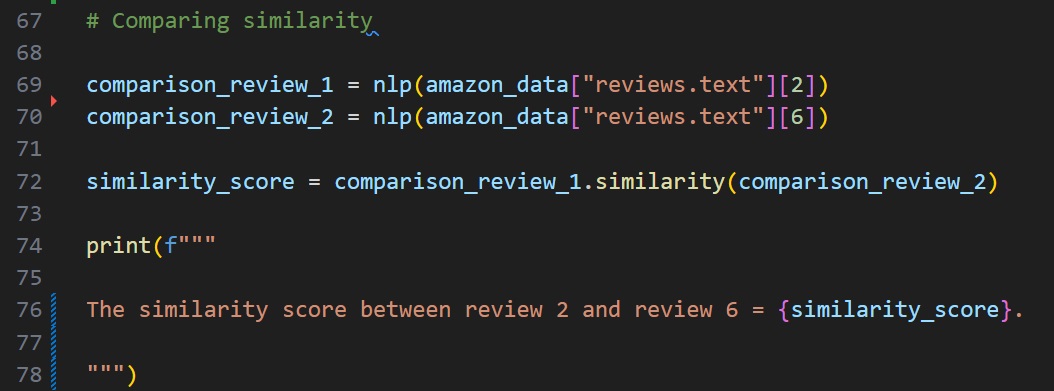 67 # Comparing similarity
68
69 comparison_review_1 = nlp(amazon_data["reviews.text"][2])
70 comparison_review_2 = nlp(amazon_data["reviews.text"][6])
71
72 similarity_score = comparison_review_1.similarity(comparison_review_2)
73
74 print(f"""
75
76 The similarity score between review 2 and review 6 = {similarity_score}.
77
78 """)